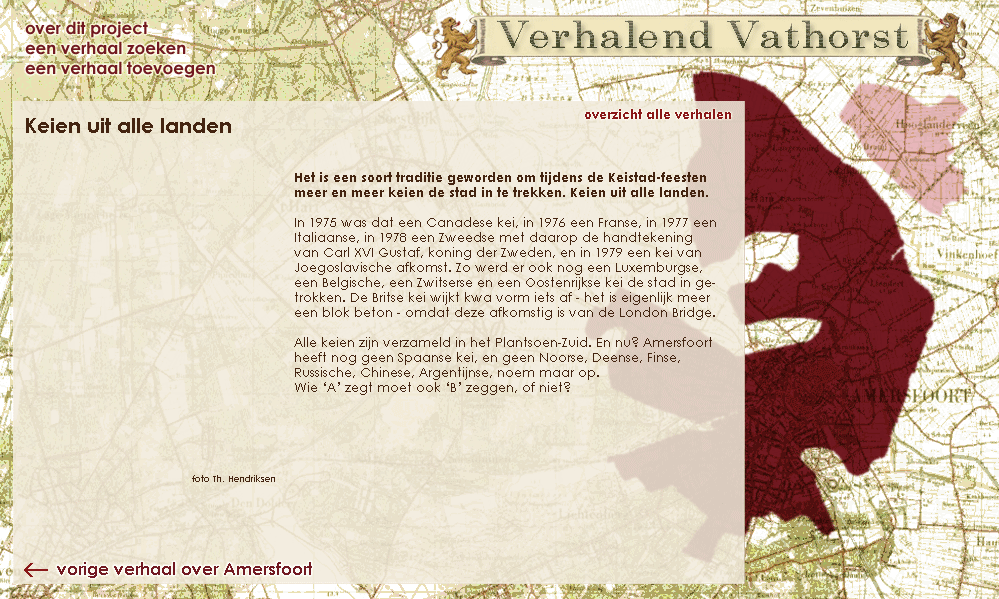 over dit project
een verhaal zoeken
een verhaal toevoegen
Verhalend Vathorst
overzicht alle verhalen
Keien uit alle landen
Het is een soort traditie geworden om tijdens de Keistad-feesten
meer en meer keien de stad in te trekken. Keien uit alle landen.
In 1975 was dat een Canadese kei, in 1976 een Franse, in 1977 een
Italiaanse, in 1978 een Zweedse met daarop de handtekening
van Carl XVI Gustaf, koning der Zweden, en in 1979 een kei van
Joegoslavische afkomst. Zo werd er ook nog een Luxemburgse,
een Belgische, een Zwitserse en een Oostenrijkse kei de stad in ge-
trokken. De Britse kei wijkt kwa vorm iets af - het is eigenlijk meer
een blok beton - omdat deze afkomstig is van de London Bridge.
Alle keien zijn verzameld in het Plantsoen-Zuid. En nu? Amersfoort
heeft nog geen Spaanse kei, en geen Noorse, Deense, Finse,
Russische, Chinese, Argentijnse, noem maar op.
Wie ‘A’ zegt moet ook ‘B’ zeggen, of niet?
foto Th. Hendriksen
← vorige verhaal over Amersfoort
Zevenhuizen
Hooglanderveen
Vinkenhoef
AMERSFOORT